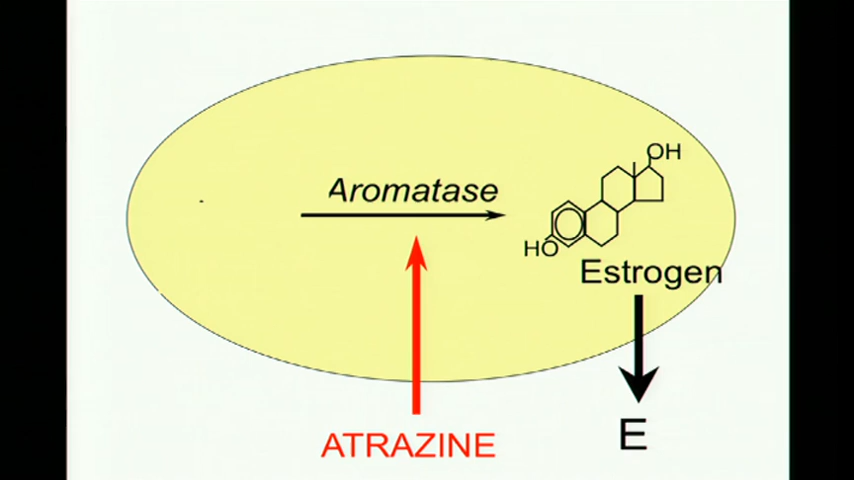 Aromatase
OH
HO
Estrogen
ATRAZINE
E